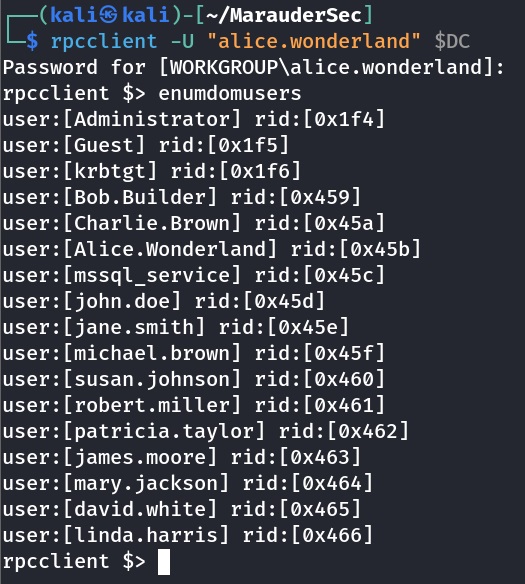 ┌──(kali㉿kali)-[~/MarauderSec]
└─$ rpcclient -U "alice.wonderland" $DC
Password for [WORKGROUP\alice.wonderland]:
rpcclient $> enumdomusers
user:[Administrator] rid:[0x1f4]
user:[Guest] rid:[0x1f5]
user:[krbtgt] rid:[0x1f6]
user:[Bob.Builder] rid:[0x459]
user:[Charlie.Brown] rid:[0x45a]
user:[Alice.Wonderland] rid:[0x45b]
user:[mssql_service] rid:[0x45c]
user:[john.doe] rid:[0x45d]
user:[jane.smith] rid:[0x45e]
user:[michael.brown] rid:[0x45f]
user:[susan.johnson] rid:[0x460]
user:[robert.miller] rid:[0x461]
user:[patricia.taylor] rid:[0x462]
user:[james.moore] rid:[0x463]
user:[mary.jackson] rid:[0x464]
user:[david.white] rid:[0x465]
user:[linda.harris] rid:[0x466]
rpcclient $>